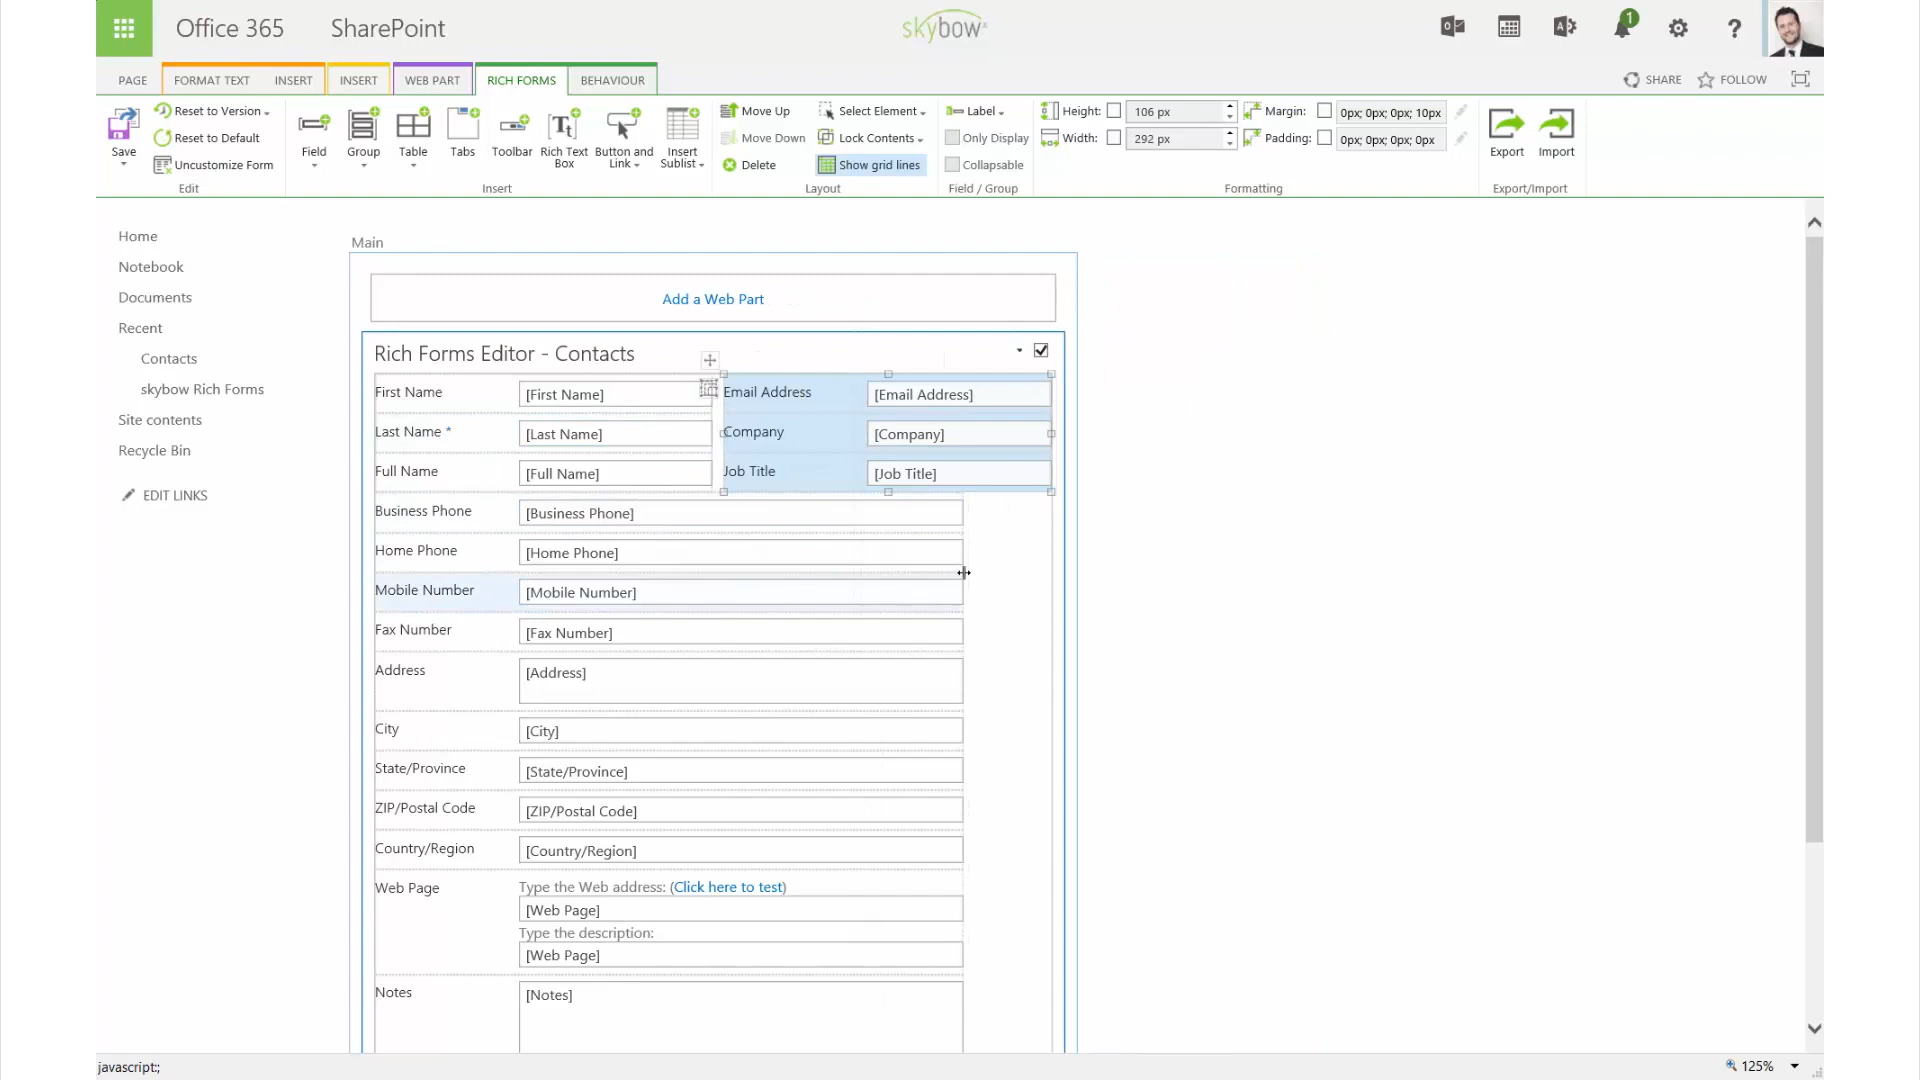 Office 365
SharePoint
skybow
1
PAGE
FORMAT TEXT
INSERT
INSERT
WEB PART
RICH FORMS
BEHAVIOUR
SHARE
FOLLOW
Save
Reset to Version
Reset to Default
Uncustomize Form
Edit
Field
Group
Table
Tabs
Toolbar
Rich Text
Box
Button and
Link
Insert
Sublist
Insert
Move Up
Move Down
Delete
Select Element
Lock Contents
Show grid lines
Layout
Label
Only Display
Collapsable
Field / Group
Height: 106 px
Width: 292 px
Margin: 0px; 0px; 0px; 10px
Padding: 0px; 0px; 0px; 0px
Formatting
Export
Import
Export/Import
Home
Notebook
Documents
Recent
Contacts
skybow Rich Forms
Site contents
Recycle Bin
EDIT LINKS
Main
Add a Web Part
Rich Forms Editor - Contacts
First Name [First Name] Email Address [Email Address]
Last Name * [Last Name] Company [Company]
Full Name [Full Name] Job Title [Job Title]
Business Phone [Business Phone]
Home Phone [Home Phone]
Mobile Number [Mobile Number]
Fax Number [Fax Number]
Address [Address]
City [City]
State/Province [State/Province]
ZIP/Postal Code [ZIP/Postal Code]
Country/Region [Country/Region]
Web Page Type the Web address: (Click here to test)
[Web Page]
Type the description:
[Web Page]
Notes [Notes]
javascript:;
125%